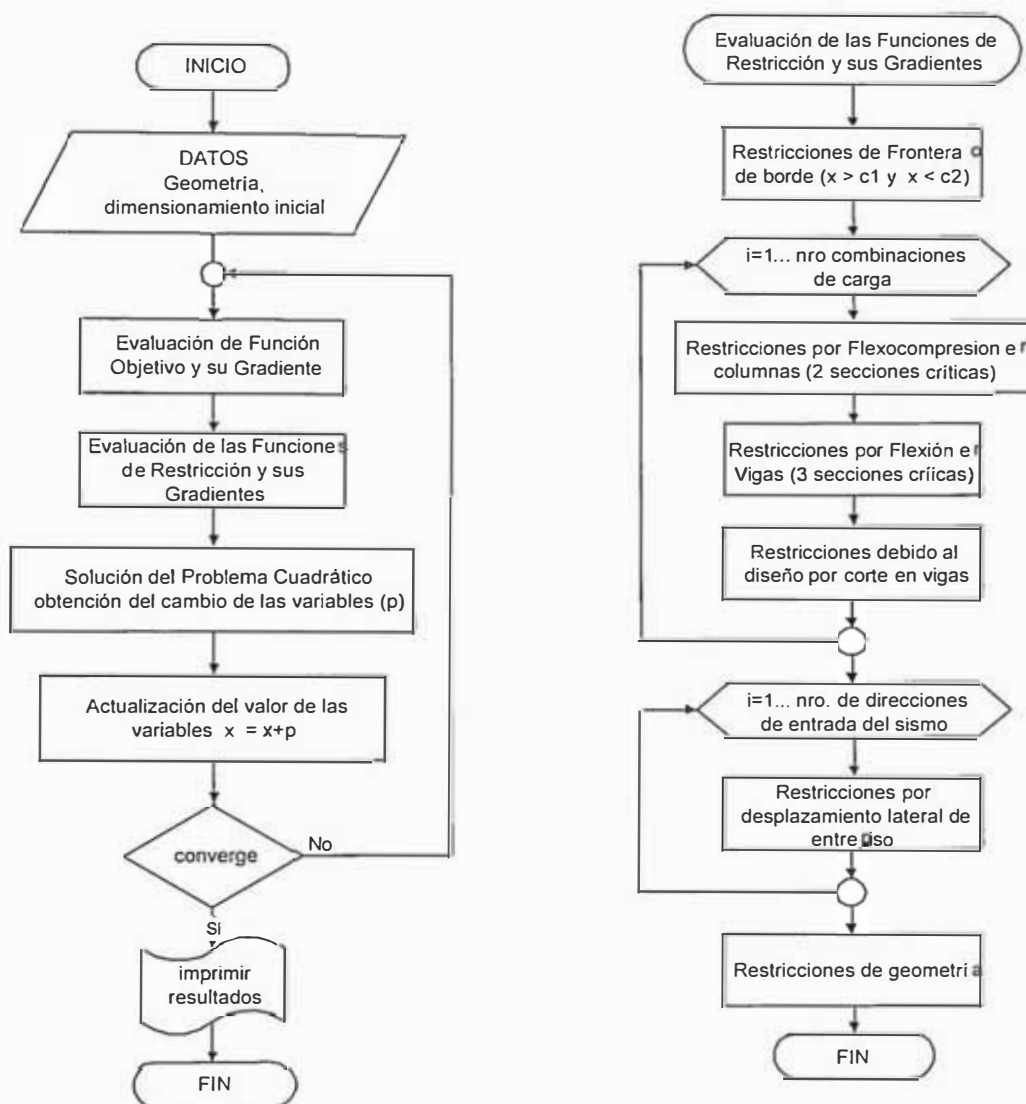 INICIO
DATOS
Geometría,
dimensionamiento inicial
Evaluación de Función
Objetivo y su Gradiente
Evaluación de las Funciones
de Restricción y sus
Gradientes
Solución del Problema Cuadrático
obtención del cambio de las variables (p)
Actualización del valor de las
variables x = x+p
converge
No
Si
imprimir
resultados
FIN
Evaluación de las Funciones de
Restricción y sus Gradientes
Restricciones de Frontera o
de borde (x > c1 y x < c2)
i=1... nro combinaciones
de carga
Restricciones por Flexocompresion en
columnas (2 secciones críticas)
Restricciones por Flexión en
Vigas (3 secciones críicas)
Restricciones debido al
diseño por corte en vigas
i=1... nro. de direcciones
de entrada del sismo
Restricciones por
desplazamiento lateral de
entre piso
Restricciones de geometría
FIN